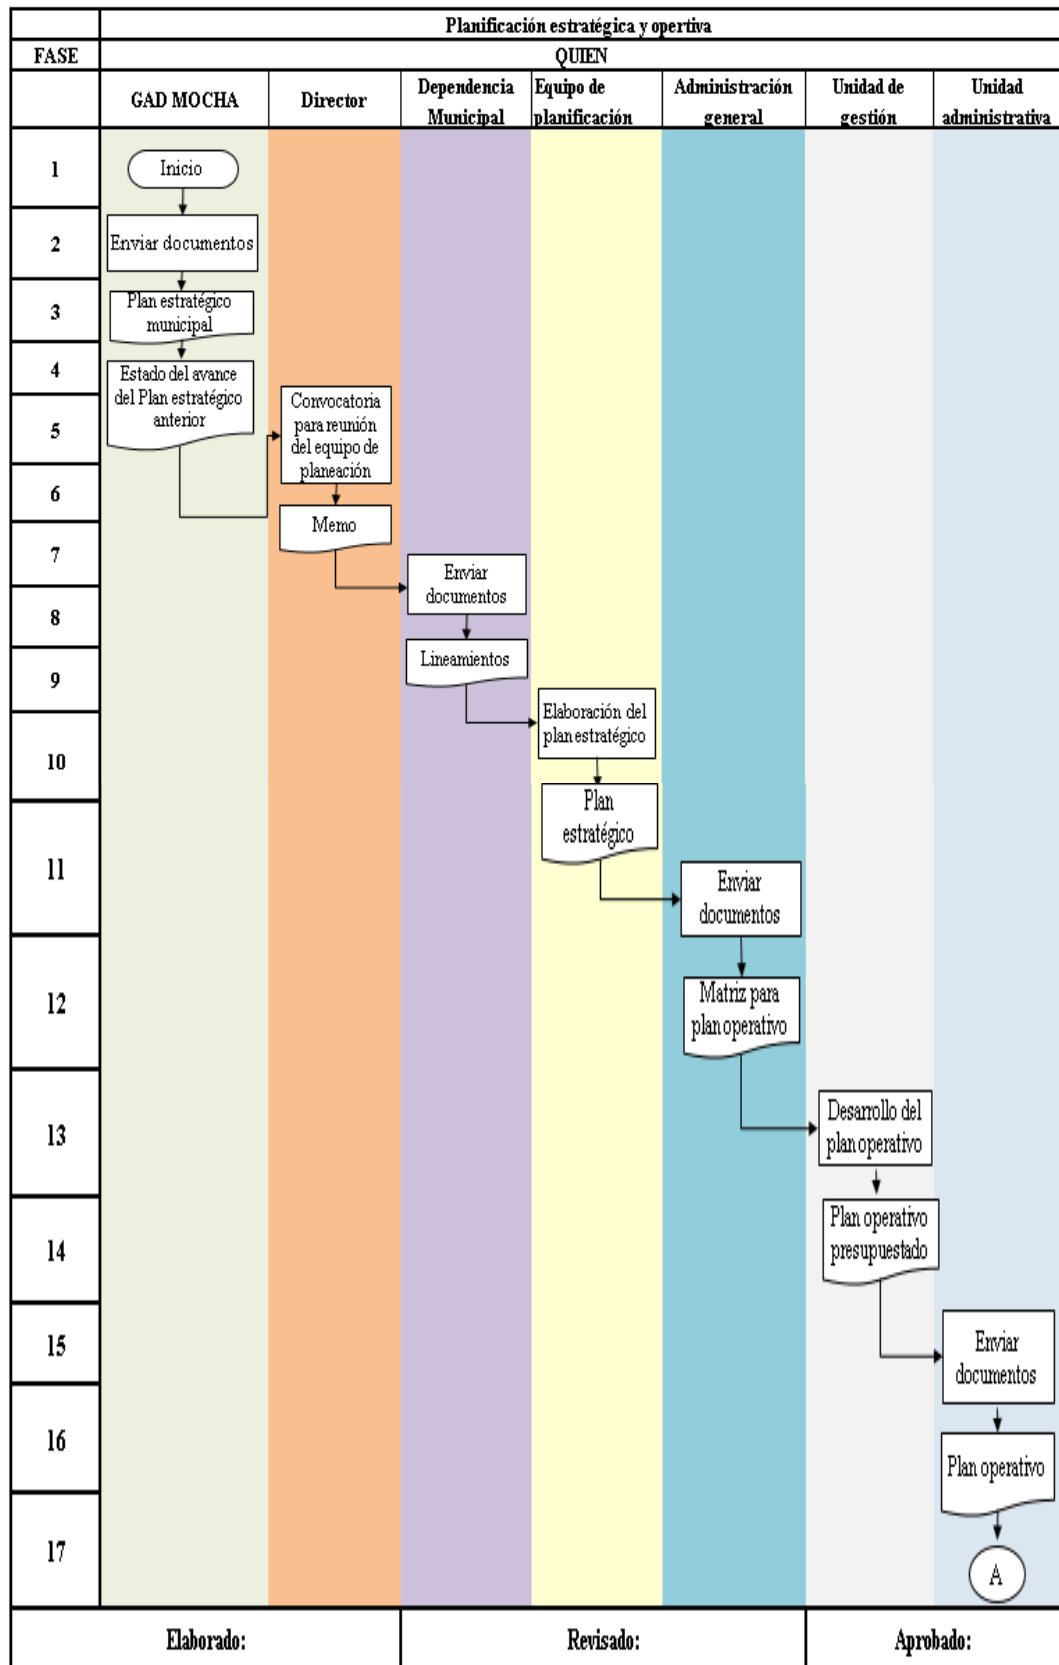 Planificación estratégica y opertiva
FASE
QUIEN
GAD MOCHA
Director
Dependencia
Municipal
Equipo de
planificación
Administración
general
Unidad de
gestión
Unidad
administrativa
1
Inicio
2
Enviar documentos
3
Plan estratégico
municipal
4
Estado del avance
del Plan estratégico
anterior
5
Convocatoria
para reunión
del equipo de
planeación
6
Memo
7
Enviar
documentos
8
Lineamientos
9
Elaboración del
plan estratégico
10
Plan
estratégico
11
Enviar
documentos
12
Matriz para
plan operativo
13
Desarrollo del
plan operativo
14
Plan operativo
presupuestado
15
Enviar
documentos
16
Plan operativo
17
A
Elaborado:
Revisado:
Aprobado: